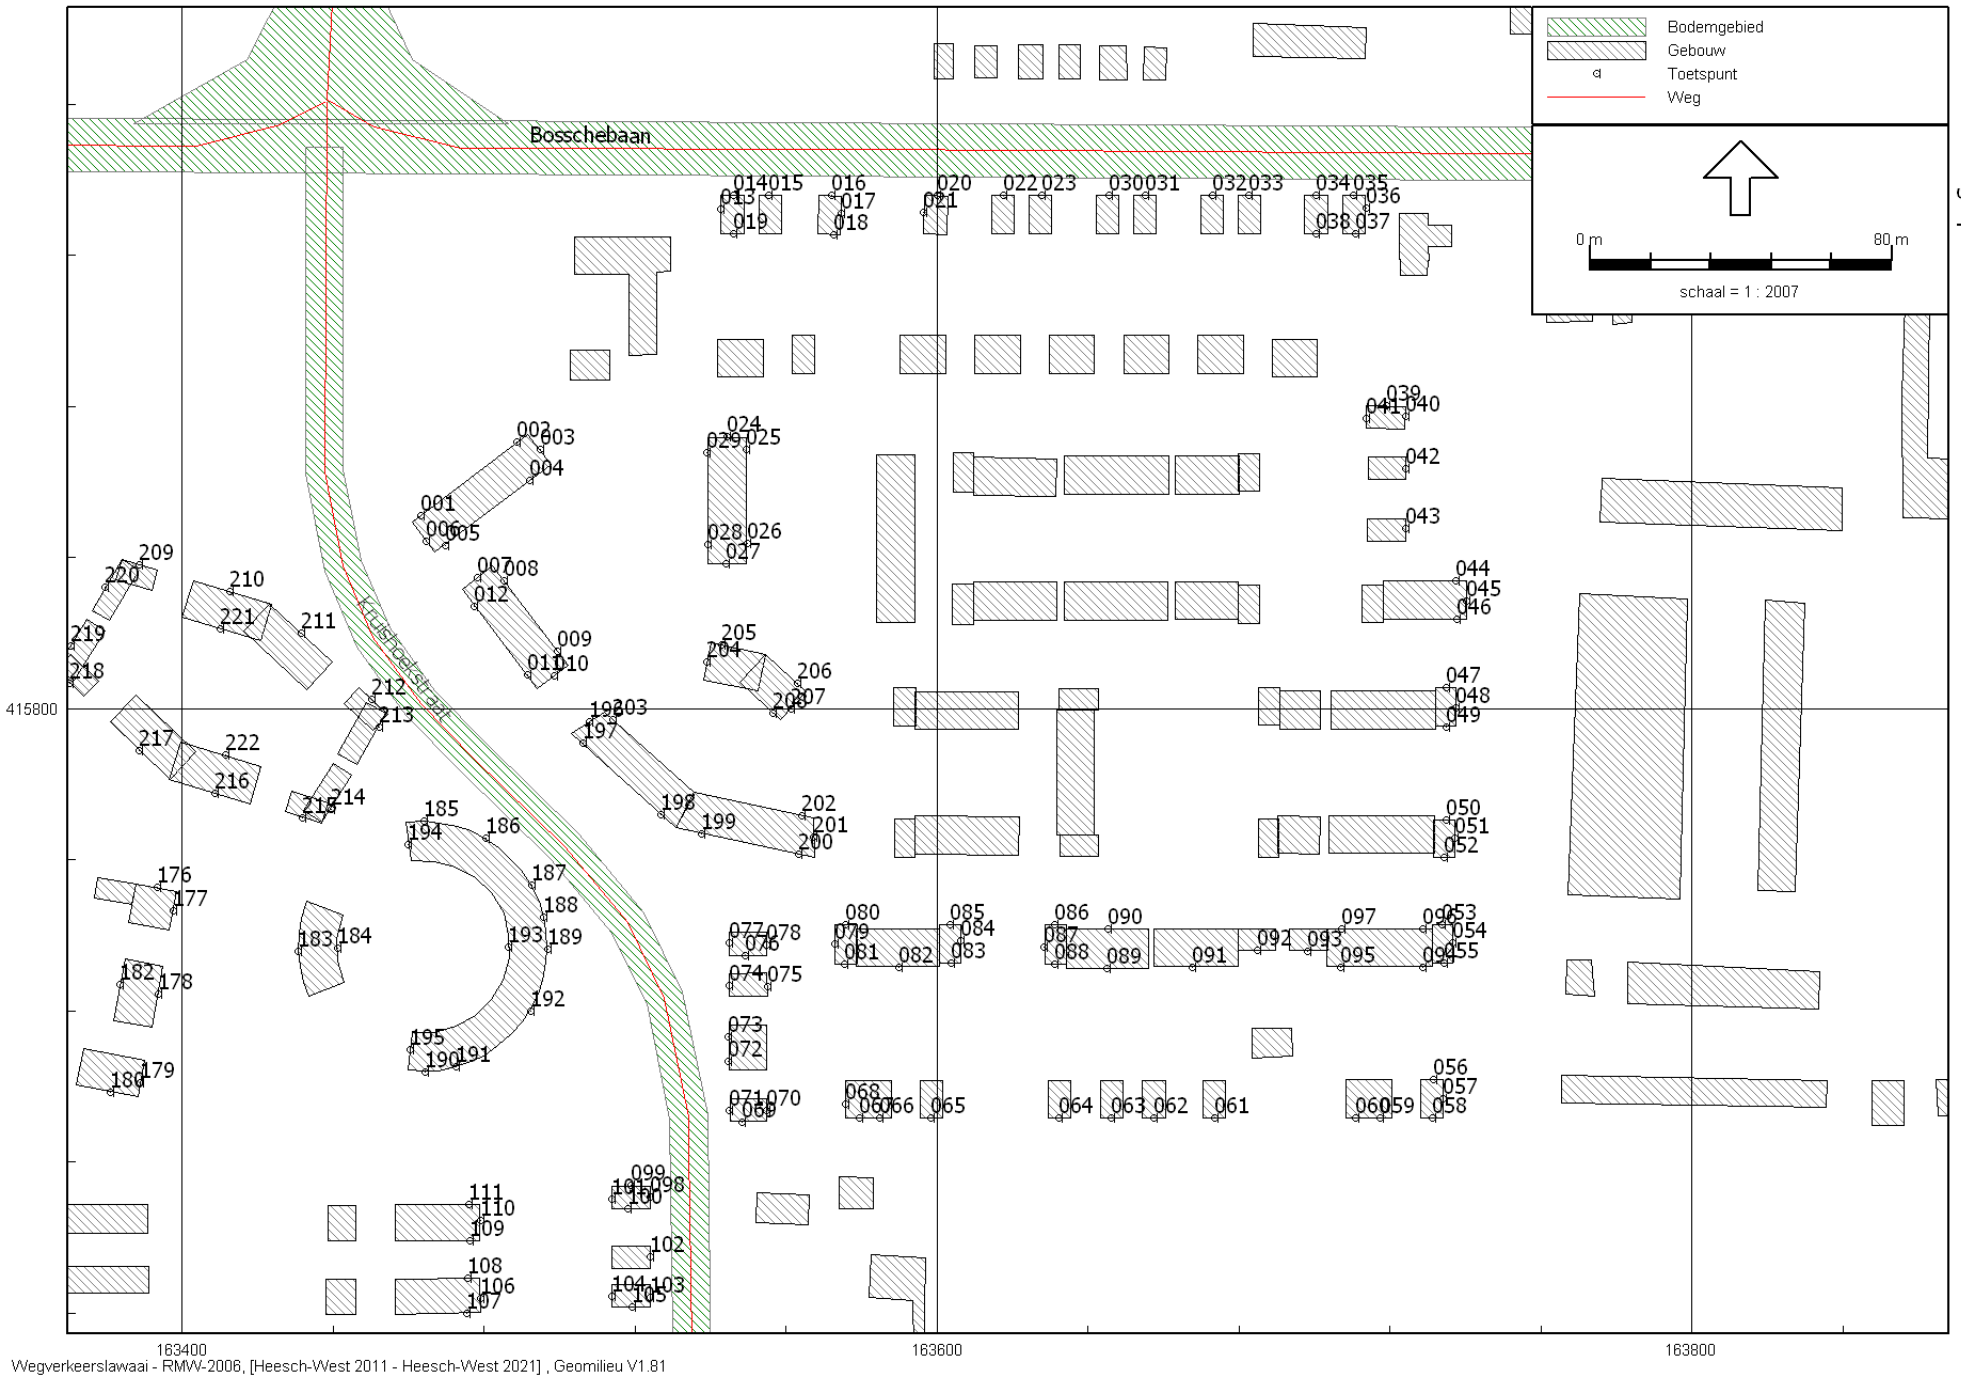 Bodemgebied
Gebouw
Toetspunt
Weg
Bosschebaan
0 m 80 m
schaal = 1 : 2007
013 014 015 016 017 018 019 020 021 022 023 030 031 032 033 034 035 036 037 038
039 040 041
042
043
002 003 004 001 006 005
024 025 029 028 026 027
007 008 012 009 011 010
044 045 046
209 220 210 221 211 219 218
205 204 206 207 208
Kruishoekstraat
212 213
415800
196 203 197 198 199 202 201 200
047 048 049
217 222 216 215 214
050 051 052
185 194 186 187 188 189 193 192 191 190 195
176 177 183 184 182 178 179 180
077 078 076 074 075 073 072 071 070 069
080 079 081 082 085 084 083
086 087 088 090 089 091 092 093 097 095 096 094 053 054 055
068 067 066 065 064 063 062 061 060 059 056 057 058
099 098 101 100
111 110 109
102
108 106 107
104 103 105
163400 163600 163800
Wegverkeerslawaai - RMW-2006, [Heesch-West 2011 - Heesch-West 2021] , Geomilieu V1.81